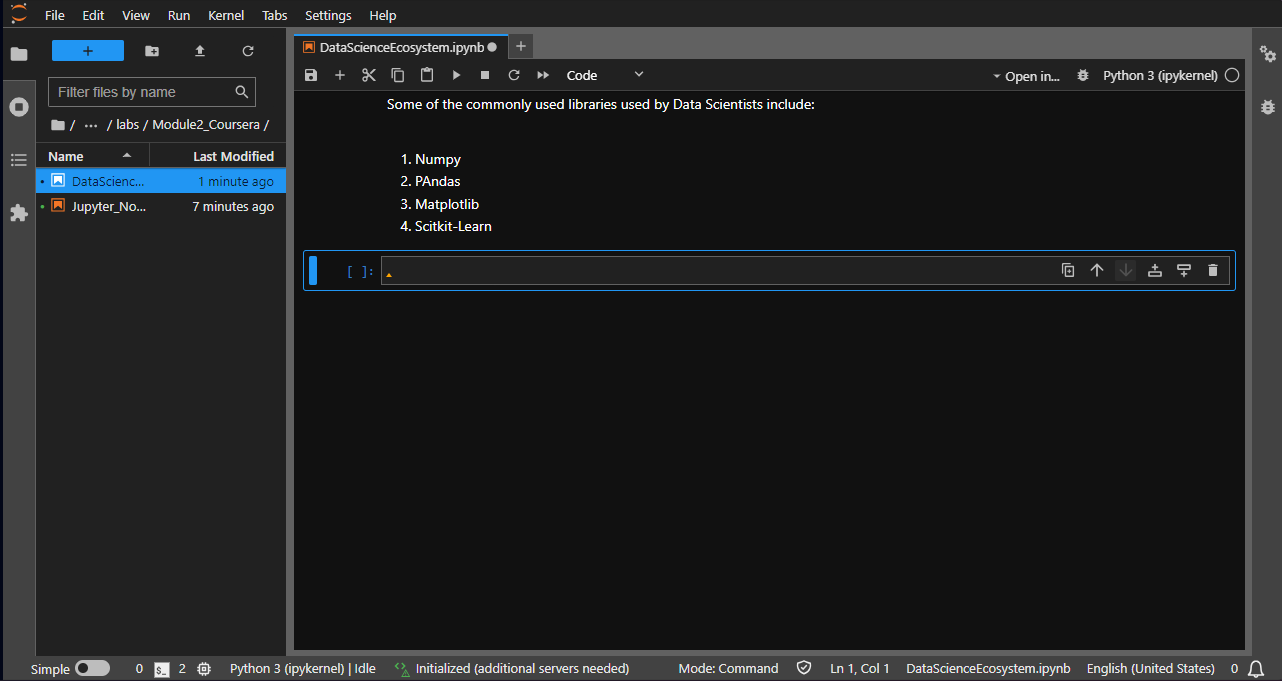 File Edit View Run Kernel Tabs Settings Help
+
DataScienceEcosystem.ipynb
+
Code
Open in...
Python 3 (ipykernel)
Filter files by name
/ ... / labs / Module2_Coursera /
Name Last Modified
DataScienc... 1 minute ago
Jupyter_No... 7 minutes ago
Some of the commonly used libraries used by Data Scientists include:
1. Numpy
2. PAndas
3. Matplotlib
4. Scitkit-Learn
[ ]:
Simple 0 $_ 2 Python 3 (ipykernel) | Idle Initialized (additional servers needed) Mode: Command Ln 1, Col 1 DataScienceEcosystem.ipynb English (United States) 0